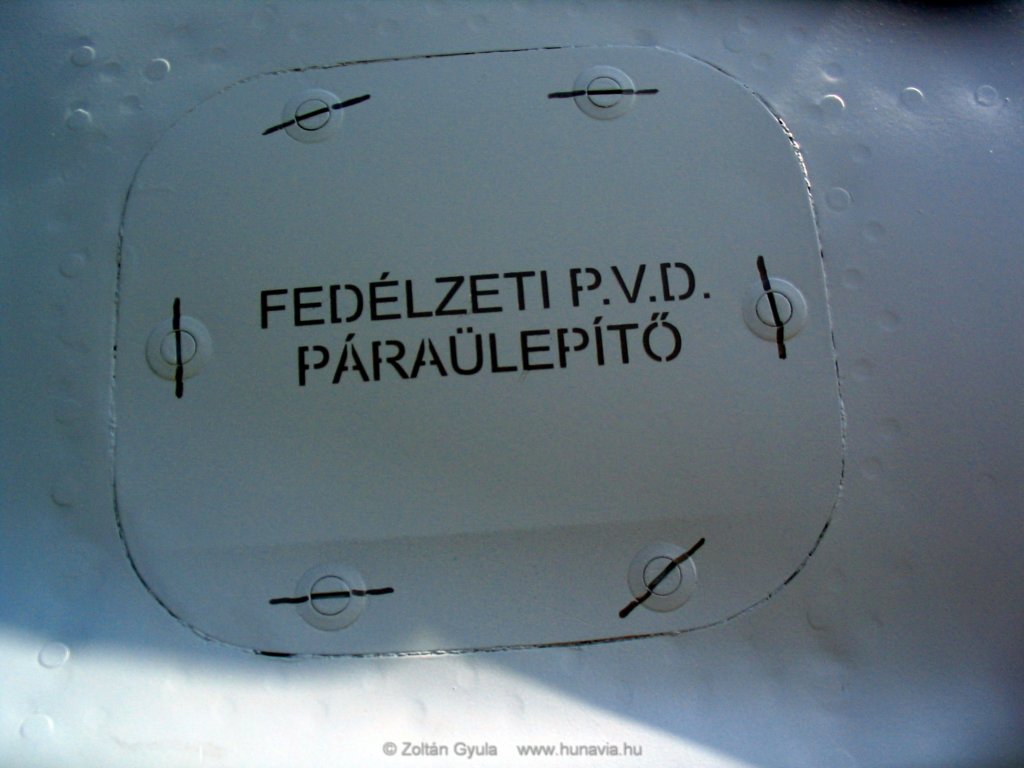 FEDÉLZETI P.V.D.
PÁRAÜLEPÍTŐ
© Zoltán Gyula www.hunavia.hu